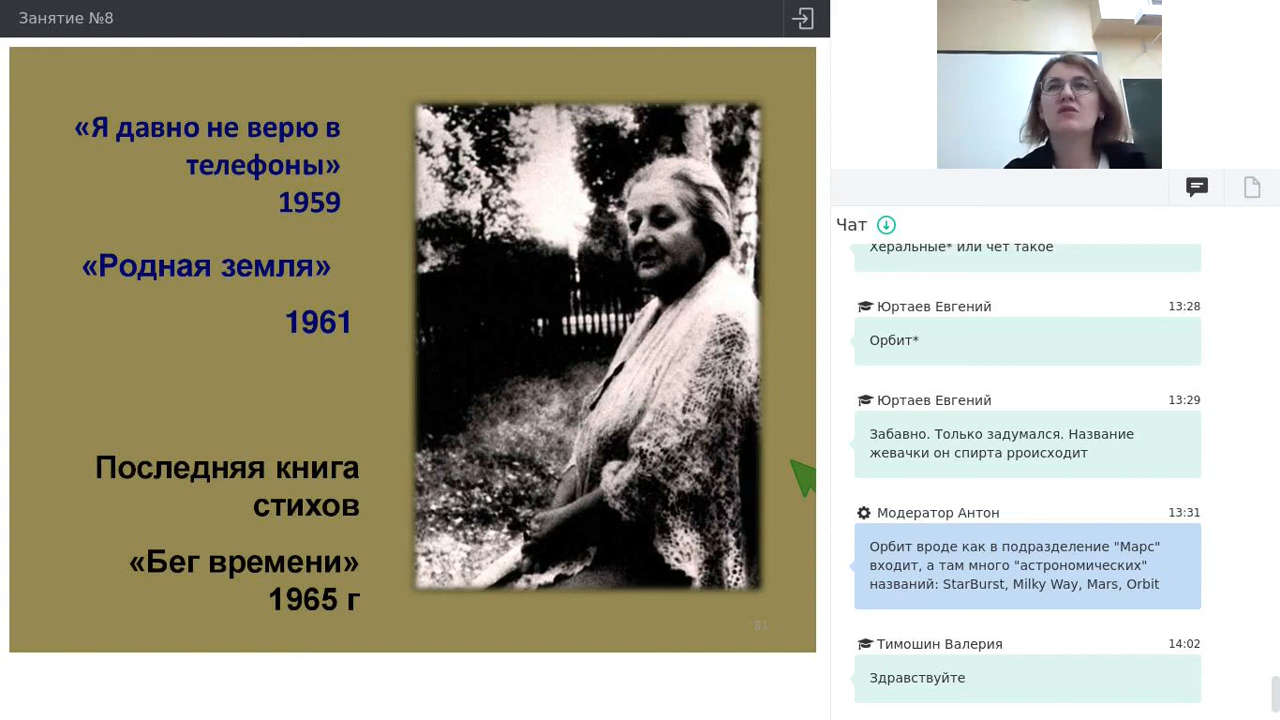 Занятие №8
«Я давно не верю в
телефоны»
1959
«Родная земля»
1961
Последняя книга
стихов
«Бег времени»
1965 г
81
Чат
Херальные* или чет такое
Юртаев Евгений 13:28
Орбит*
Юртаев Евгений 13:29
Забавно. Только задумался. Название
жевачки он спирта рроисходит
Модератор Антон 13:31
Орбит вроде как в подразделение "Марс"
входит, а там много "астрономических"
названий: StarBurst, Milky Way, Mars, Orbit
Тимошин Валерия 14:02
Здравствуйте